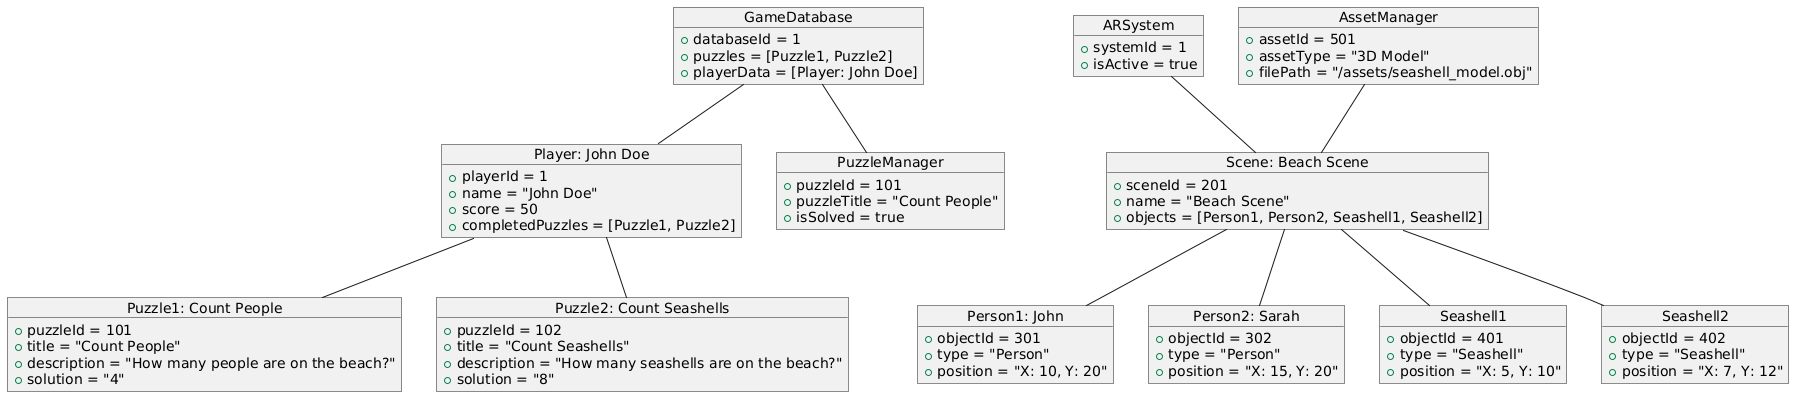 GameDatabase
databaseId = 1
puzzles = [Puzzle1, Puzzle2]
playerData = [Player: John Doe]
ARSystem
systemId = 1
isActive = true
AssetManager
assetId = 501
assetType = "3D Model"
filePath = "/assets/seashell_model.obj"
Player: John Doe
playerId = 1
name = "John Doe"
score = 50
completedPuzzles = [Puzzle1, Puzzle2]
PuzzleManager
puzzleId = 101
puzzleTitle = "Count People"
isSolved = true
Scene: Beach Scene
sceneId = 201
name = "Beach Scene"
objects = [Person1, Person2, Seashell1, Seashell2]
Puzzle1: Count People
puzzleId = 101
title = "Count People"
description = "How many people are on the beach?"
solution = "4"
Puzzle2: Count Seashells
puzzleId = 102
title = "Count Seashells"
description = "How many seashells are on the beach?"
solution = "8"
Person1: John
objectId = 301
type = "Person"
position = "X: 10, Y: 20"
Person2: Sarah
objectId = 302
type = "Person"
position = "X: 15, Y: 20"
Seashell1
objectId = 401
type = "Seashell"
position = "X: 5, Y: 10"
Seashell2
objectId = 402
type = "Seashell"
position = "X: 7, Y: 12"